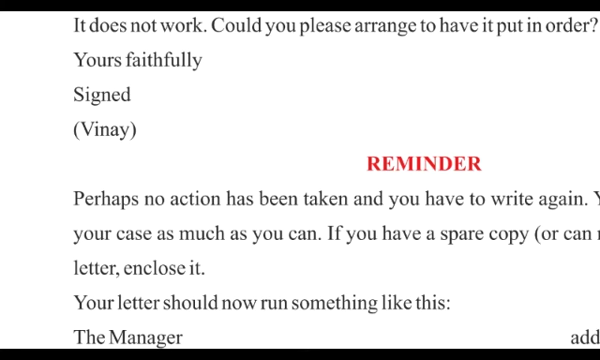 It does not work. Could you please arrange to have it put in order?
Yours faithfully
Signed
(Vinay)
REMINDER
Perhaps no action has been taken and you have to write again.
your case as much as you can. If you have a spare copy (or can
letter, enclose it.
Your letter should now run something like this:
The Manager add